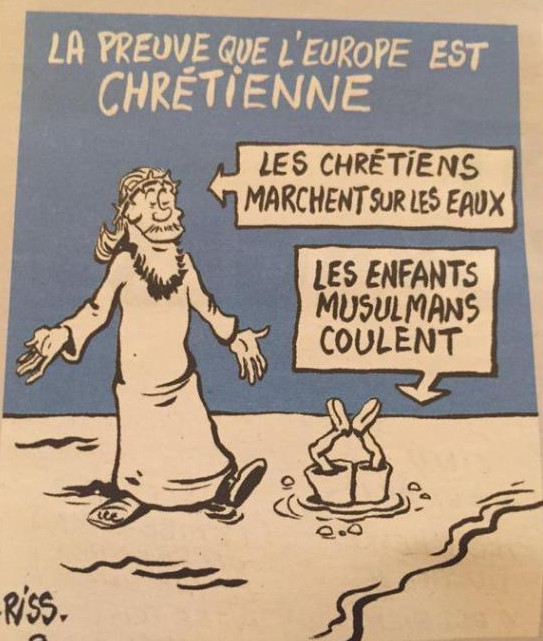 LA PREUVE QUE L'EUROPE EST
CHRÉTIENNE
LES CHRÉTIENS
MARCHENT SUR LES EAUX
LES ENFANTS
MUSULMANS
COULENT
RISS.